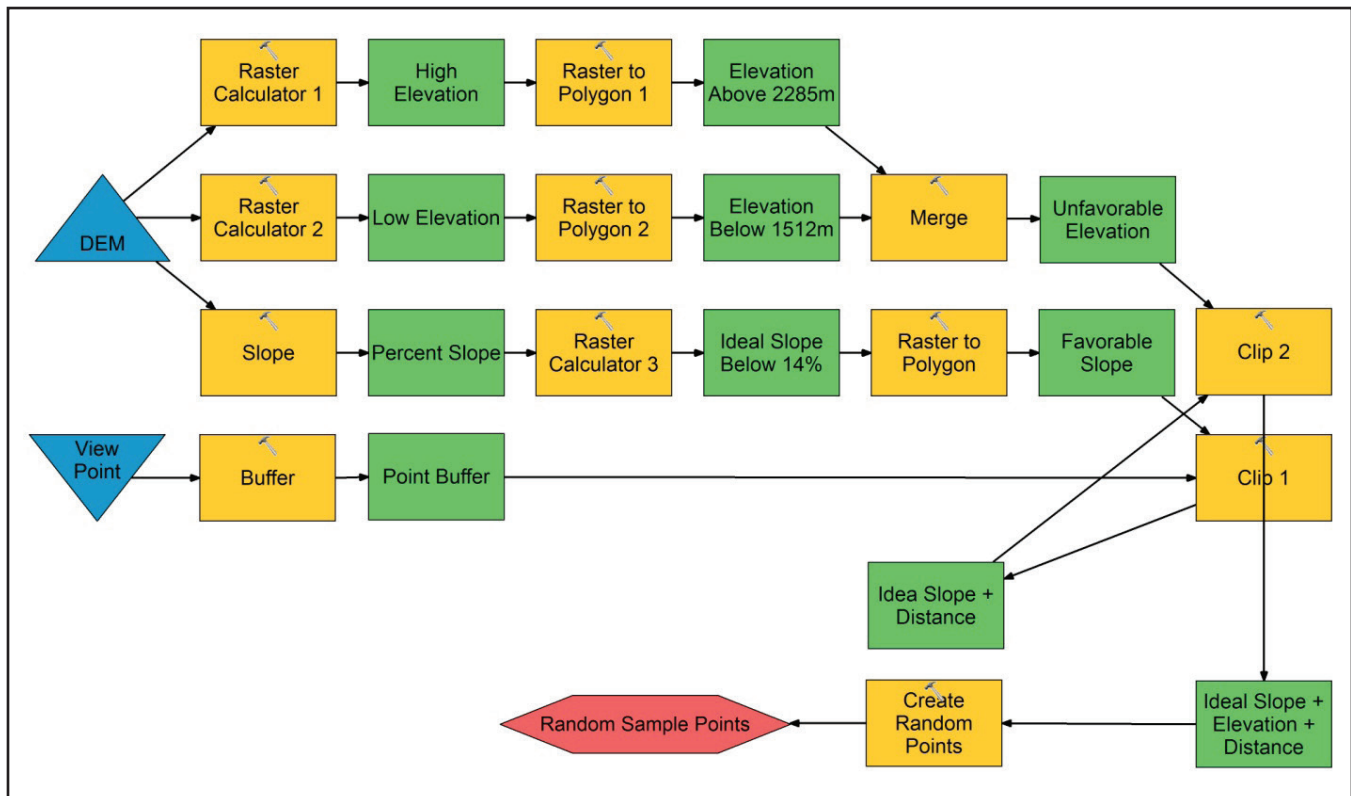 Raster
Calculator 1
High
Elevation
Raster to
Polygon 1
Elevation
Above 2285m
DEM
Raster
Calculator 2
Low Elevation
Raster to
Polygon 2
Elevation
Below 1512m
Merge
Unfavorable
Elevation
Slope
Percent Slope
Raster
Calculator 3
Ideal Slope
Below 14%
Raster to
Polygon
Favorable
Slope
Clip 2
View
Point
Buffer
Point Buffer
Clip 1
Idea Slope +
Distance
Random Sample Points
Create
Random
Points
Ideal Slope +
Elevation +
Distance